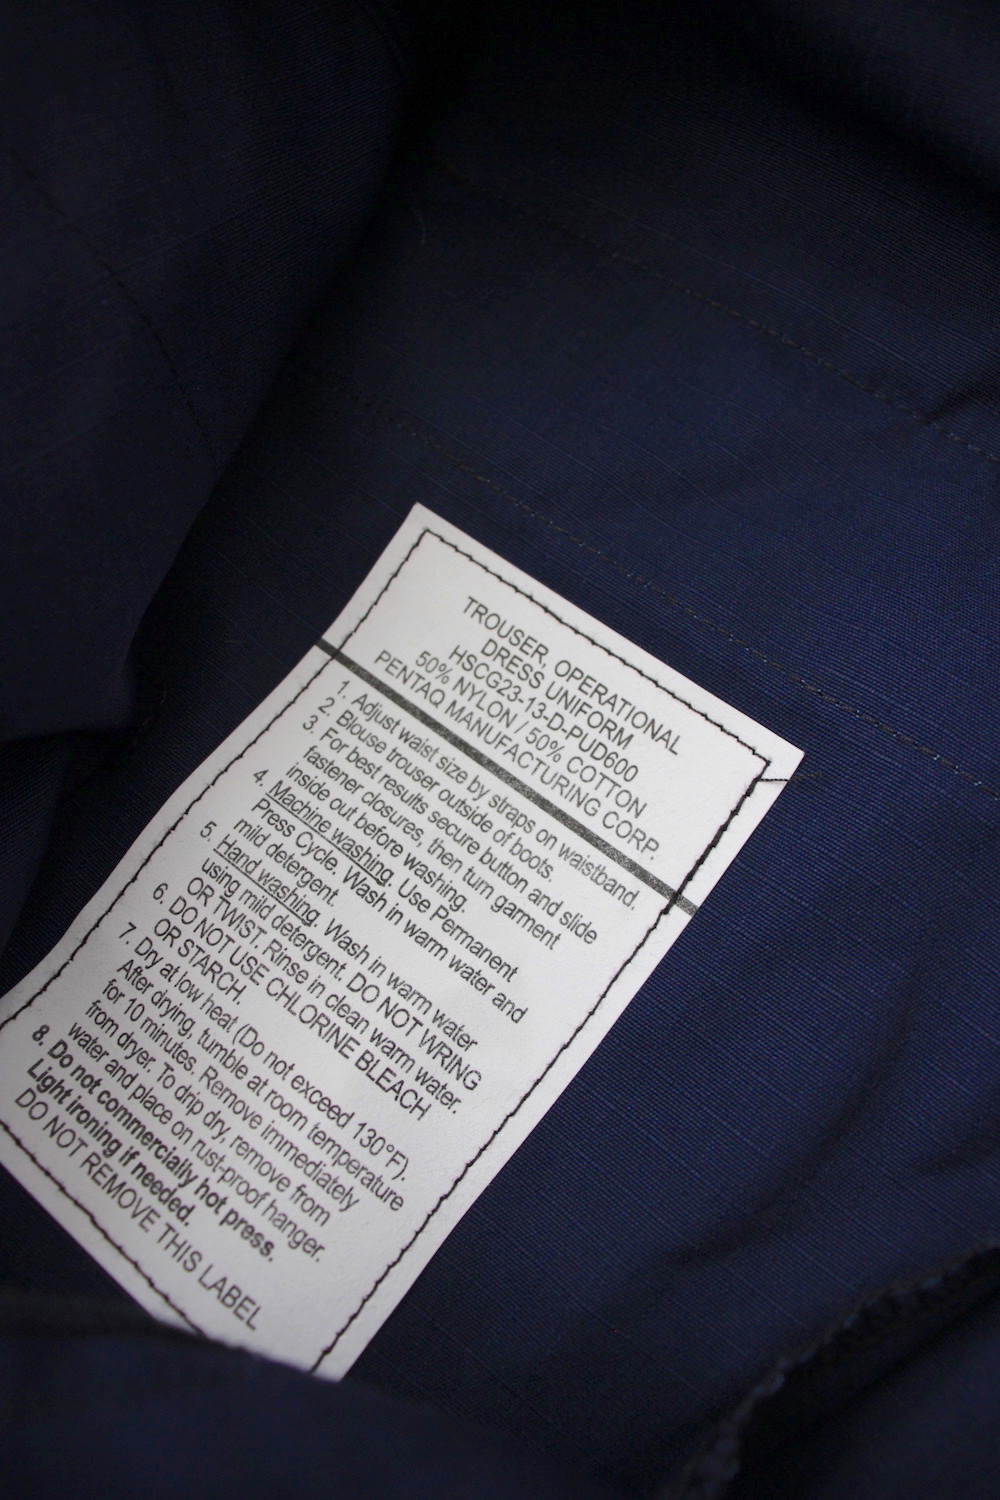 TROUSER, OPERATIONAL
DRESS UNIFORM
HSCG23-13-D-PUD600
50% NYLON / 50% COTTON
PENTAQ MANUFACTURING CORP.
1. Adjust waist size by straps on waistband.
2. Blouse trouser outside of boots.
3. For best results secure button and slide
fastener closures, then turn garment
inside out before washing.
4. Machine washing. Use Permanent
Press Cycle. Wash in warm water and
mild detergent.
5. Hand washing. Wash in warm water
using mild detergent. DO NOT WRING
OR TWIST. Rinse in clean warm water.
6. DO NOT USE CHLORINE BLEACH
OR STARCH.
7. Dry at low heat (Do not exceed 130°F).
After drying, tumble at room temperature
for 10 minutes. Remove immediately
from dryer. To drip dry, remove from
water and place on rust-proof hanger.
8. Do not commercially hot press.
Light ironing if needed.
DO NOT REMOVE THIS LABEL